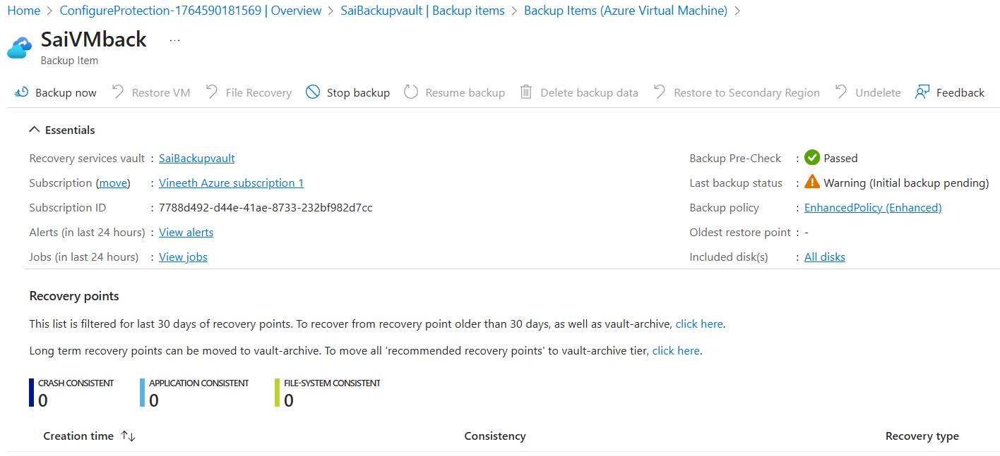 Home > ConfigureProtection-1764590181569 | Overview > SaiBackupvault | Backup items > Backup Items (Azure Virtual Machine) >
SaiVMback ...
Backup Item
Backup now Restore VM File Recovery Stop backup Resume backup Delete backup data Restore to Secondary Region Undelete Feedback
Essentials
Recovery services vault : SaiBackupvault Backup Pre-Check : Passed
Subscription (move) : Vineeth Azure subscription 1 Last backup status : Warning (Initial backup pending)
Subscription ID : 7788d492-d44e-41ae-8733-232bf982d7cc Backup policy : EnhancedPolicy (Enhanced)
Alerts (in last 24 hours) : View alerts Oldest restore point : -
Jobs (in last 24 hours) : View jobs Included disk(s) : All disks
Recovery points
This list is filtered for last 30 days of recovery points. To recover from recovery point older than 30 days, as well as vault-archive, click here.
Long term recovery points can be moved to vault-archive. To move all 'recommended recovery points' to vault-archive tier, click here.
CRASH CONSISTENT APPLICATION CONSISTENT FILE-SYSTEM CONSISTENT
0 0 0
Creation time ↑↓ Consistency Recovery type